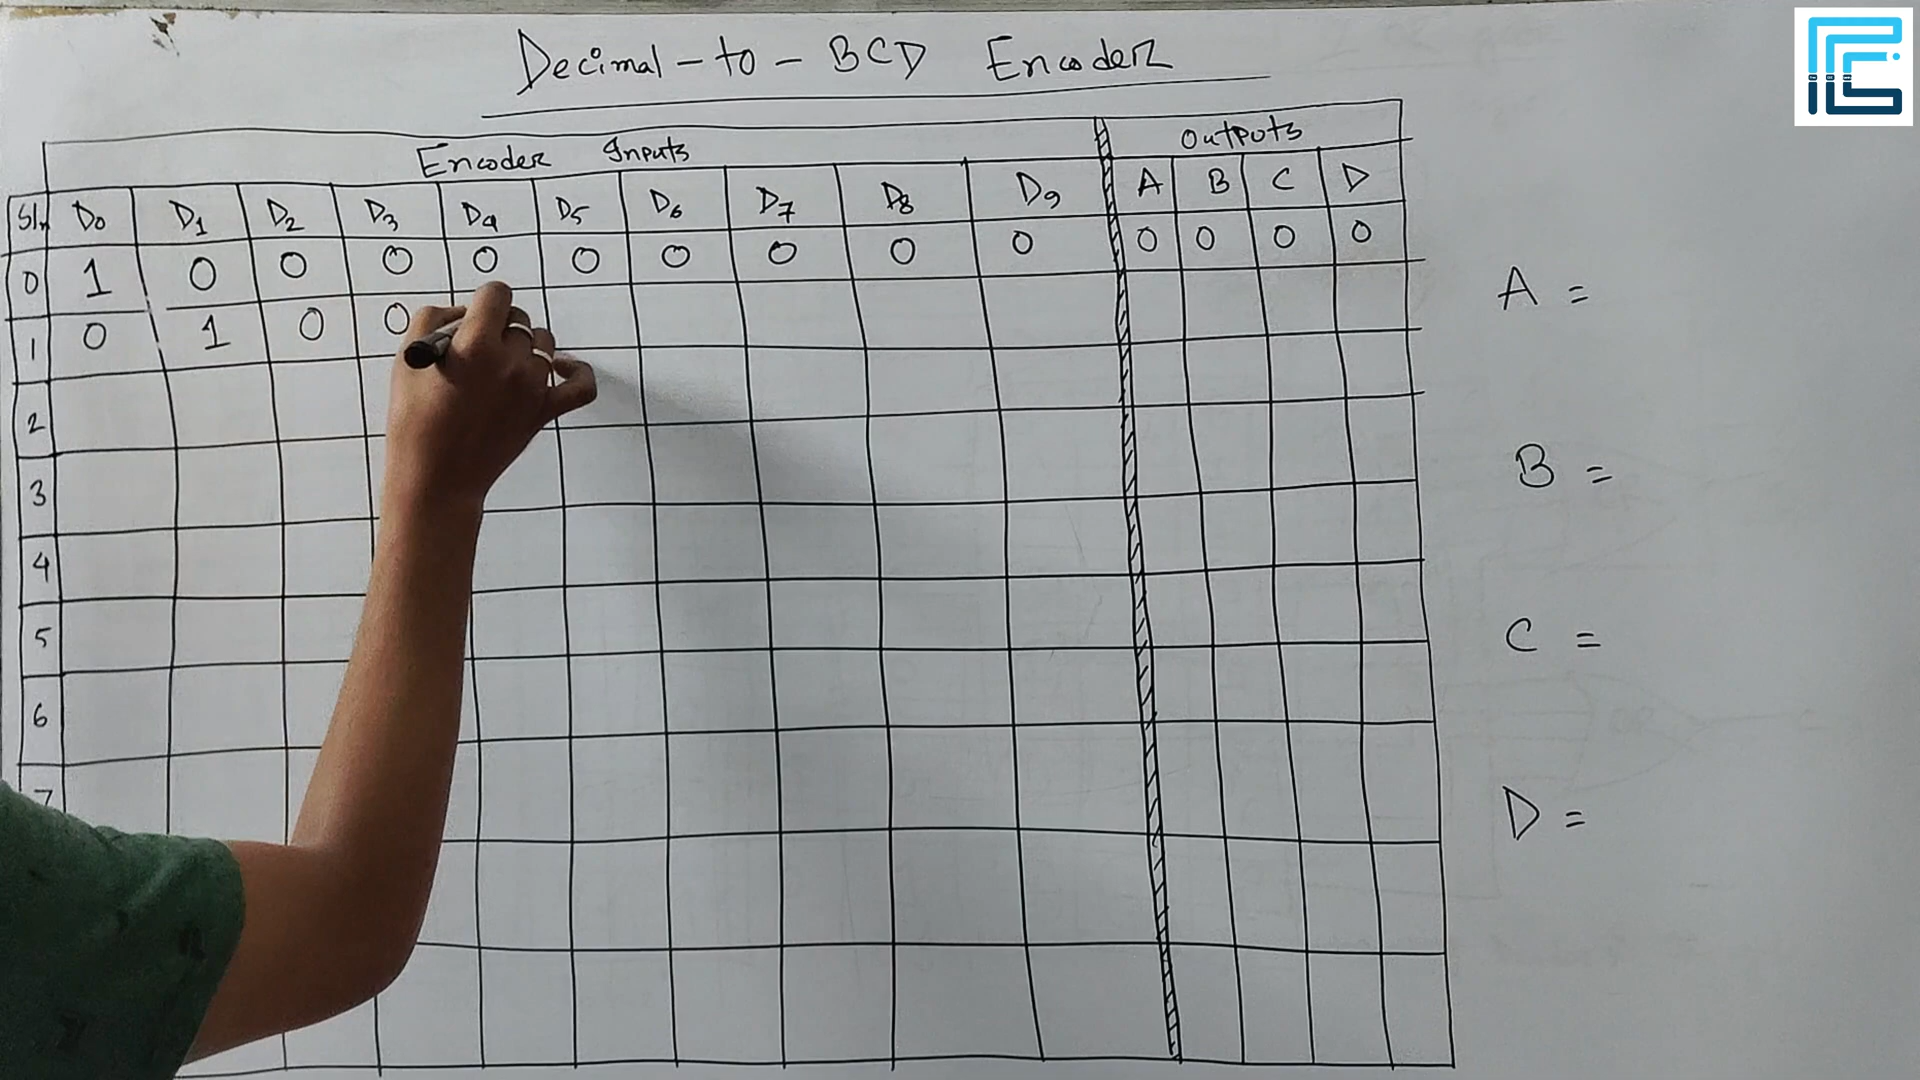 Decimal-to-BCD Encoder
Encoder Inputs Outputs
Sl. D0 D1 D2 D3 D4 D5 D6 D7 D8 D9 A B C D
0 1 0 0 0 0 0 0 0 0 0 0 0 0 0
1 0 1 0 0
2
3
4
5
6
7
A =
B =
C =
D =